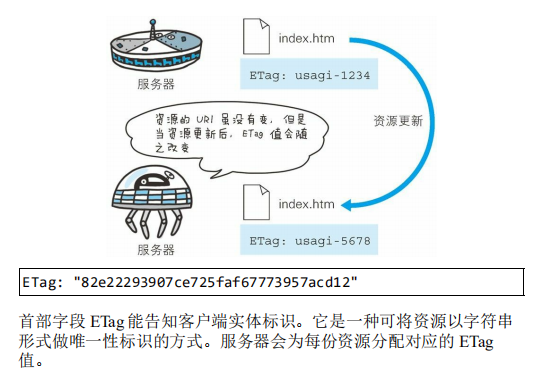 index.htm
ETag: usagi-1234
服务器
资源更新
资源的 URI 虽没有变，但是
当资源更新后，ETag 值会随
之改变
index.htm
ETag: usagi-5678
服务器
ETag: "82e22293907ce725faf67773957acd12"
首部字段 ETag 能告知客户端实体标识。它是一种可将资源以字符串
形式做唯一性标识的方式。服务器会为每份资源分配对应的 ETag
值。